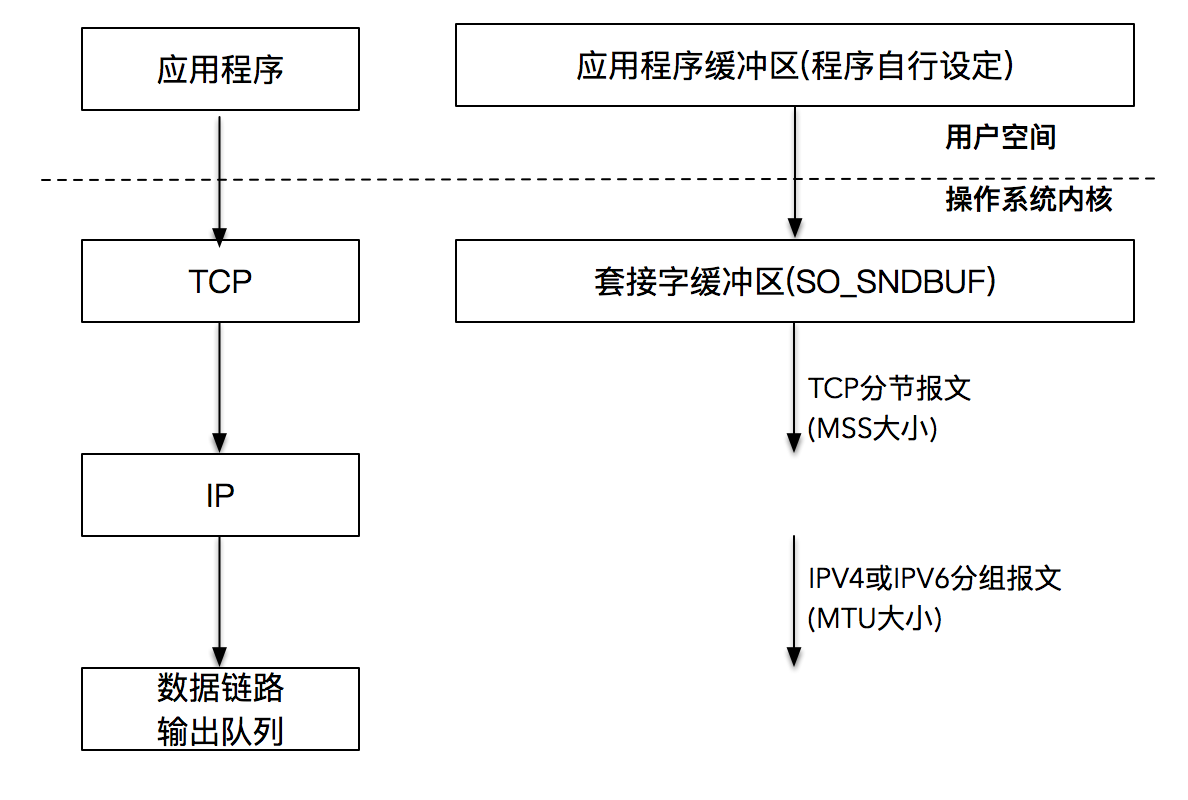 应用程序
应用程序缓冲区(程序自行设定)
用户空间
操作系统内核
TCP
套接字缓冲区(SO_SNDBUF)
TCP分节报文
(MSS大小)
IP
IPV4或IPV6分组报文
(MTU大小)
数据链路
输出队列